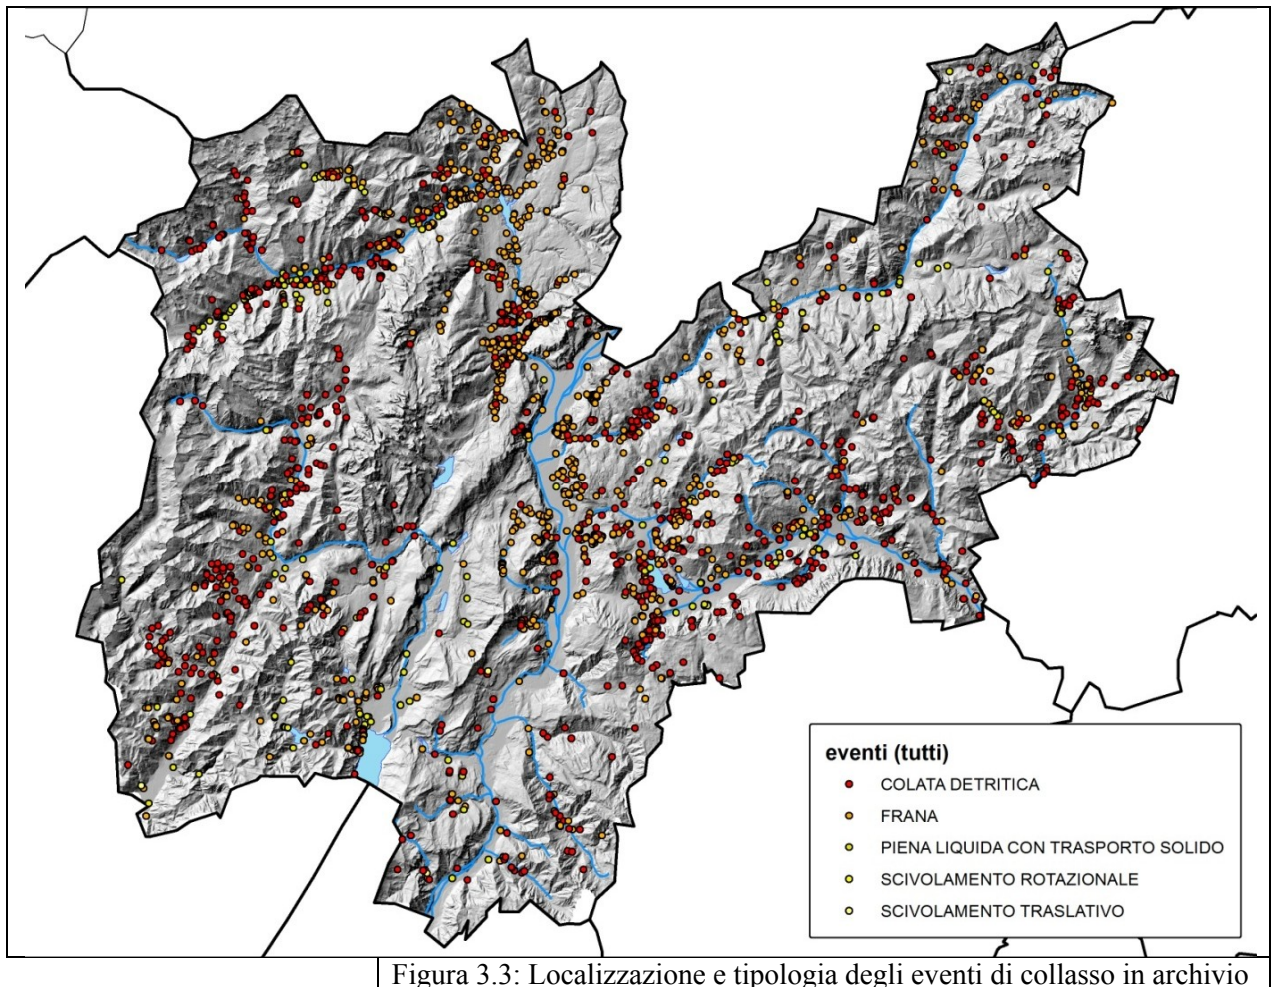 eventi (tutti)
COLATA DETRITICA
FRANA
PIENA LIQUIDA CON TRASPORTO SOLIDO
SCIVOLAMENTO ROTAZIONALE
SCIVOLAMENTO TRASLATIVO
Figura 3.3: Localizzazione e tipologia degli eventi di collasso in archivio